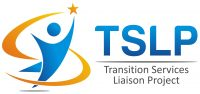 TSLP
Transition Services
Liaison Project